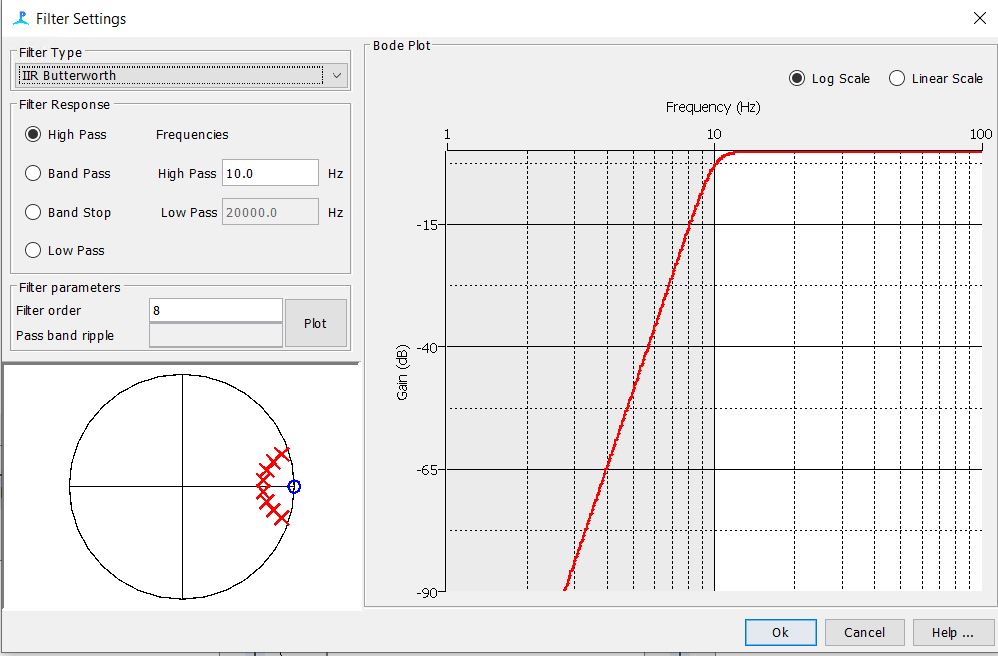 Filter Settings
Filter Type
IIR Butterworth
Filter Response
High Pass Frequencies
Band Pass High Pass 10.0 Hz
Band Stop Low Pass 20000.0 Hz
Low Pass
Filter parameters
Filter order 8
Pass band ripple
Plot
Bode Plot
Log Scale Linear Scale
Frequency (Hz)
1 10 100
Gain (dB)
-15
-40
-65
-90
Ok Cancel Help ...